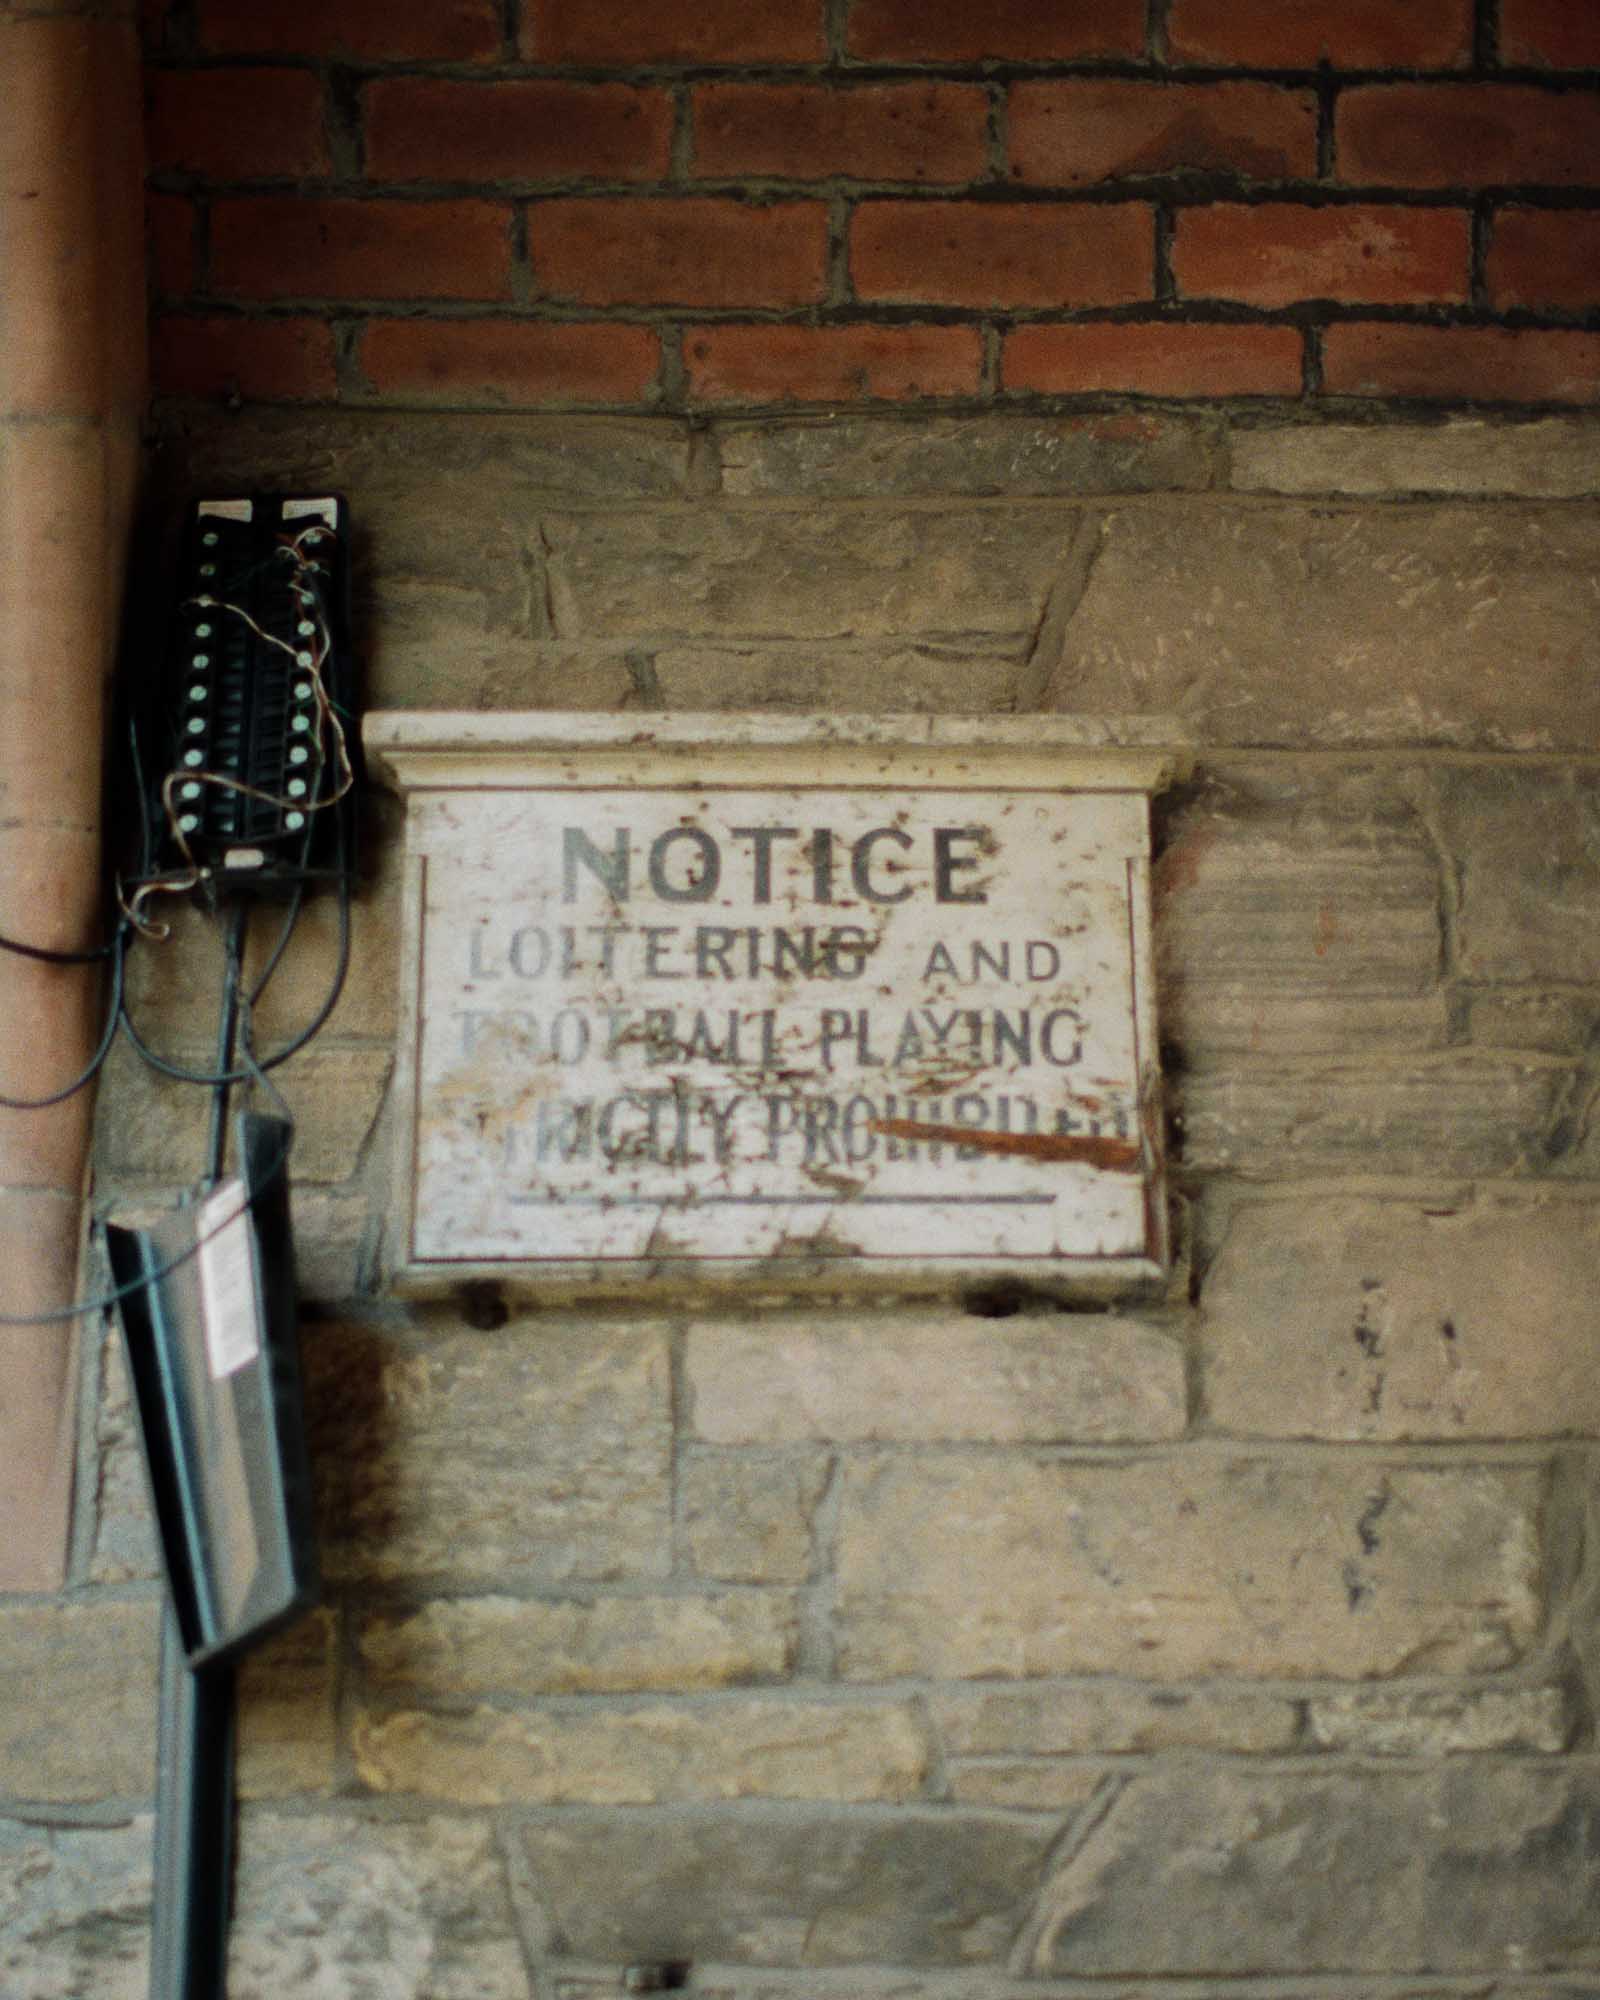 NOTICE
LOITERING AND
FOOTBALL PLAYING
STRICTLY PROHIBITED